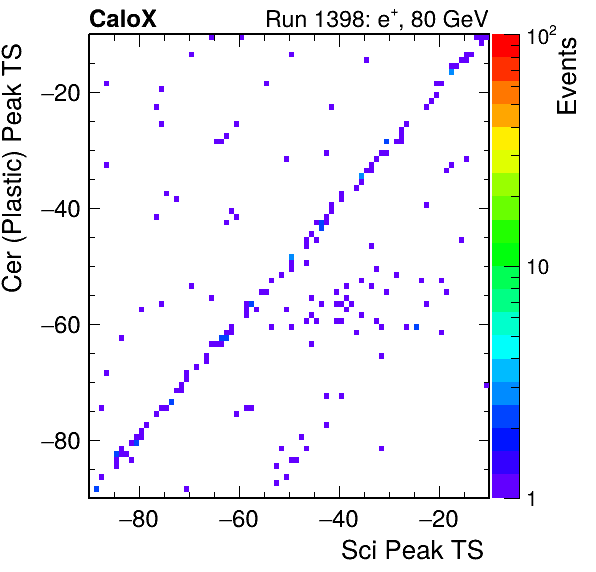 CaloX
Run 1398: e+, 80 GeV
Cer (Plastic) Peak TS
−20
−40
−60
−80
−80
−60
−40
−20
Sci Peak TS
10²
10
1
Events